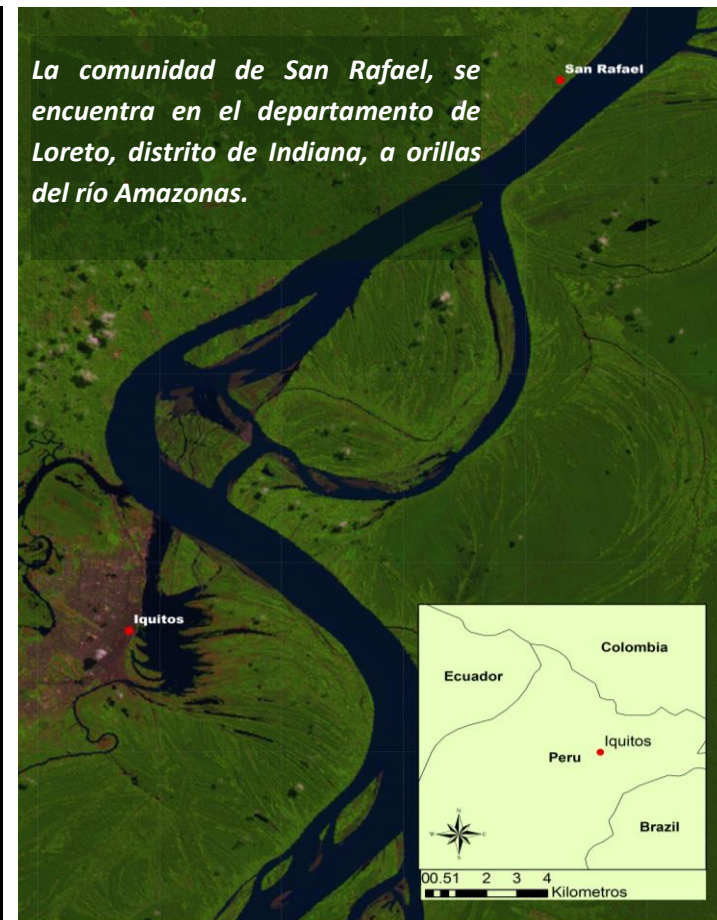 La comunidad de San Rafael, se
encuentra en el departamento de
Loreto, distrito de Indiana, a orillas
del río Amazonas.
San Rafael
Iquitos
Colombia
Ecuador
Iquitos
Peru
Brazil
N
W E
S
00.51 2 3 4
Kilometros